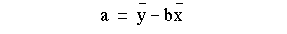 a = ȳ − bx̄